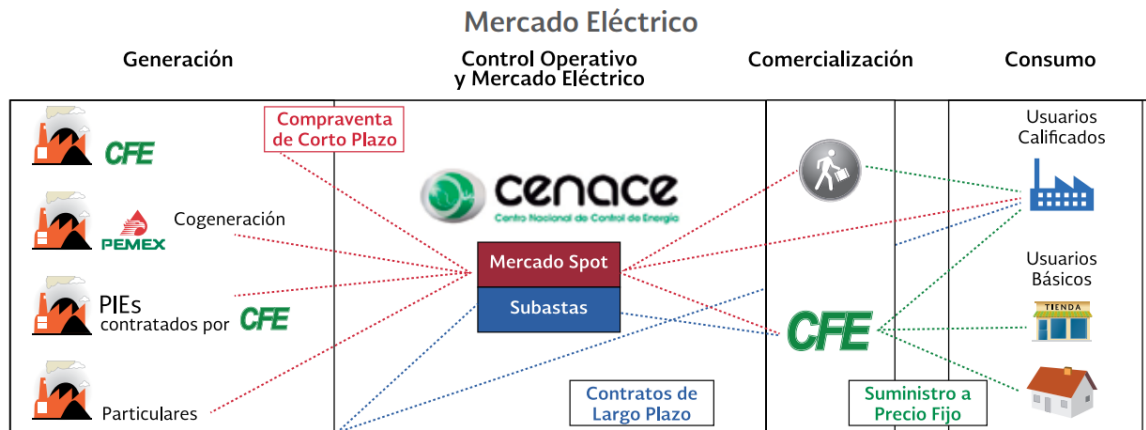 Mercado Eléctrico
Generación
Control Operativo
y Mercado Eléctrico
Comercialización
Consumo
Compraventa
de Corto Plazo
CFE
cenace
Centro Nacional de Control de Energía
PEMEX
Cogeneración
Mercado Spot
Subastas
PIEs
contratados por CFE
Particulares
CFE
Contratos de
Largo Plazo
Suministro a
Precio Fijo
Usuarios
Calificados
Usuarios
Básicos
TIENDA